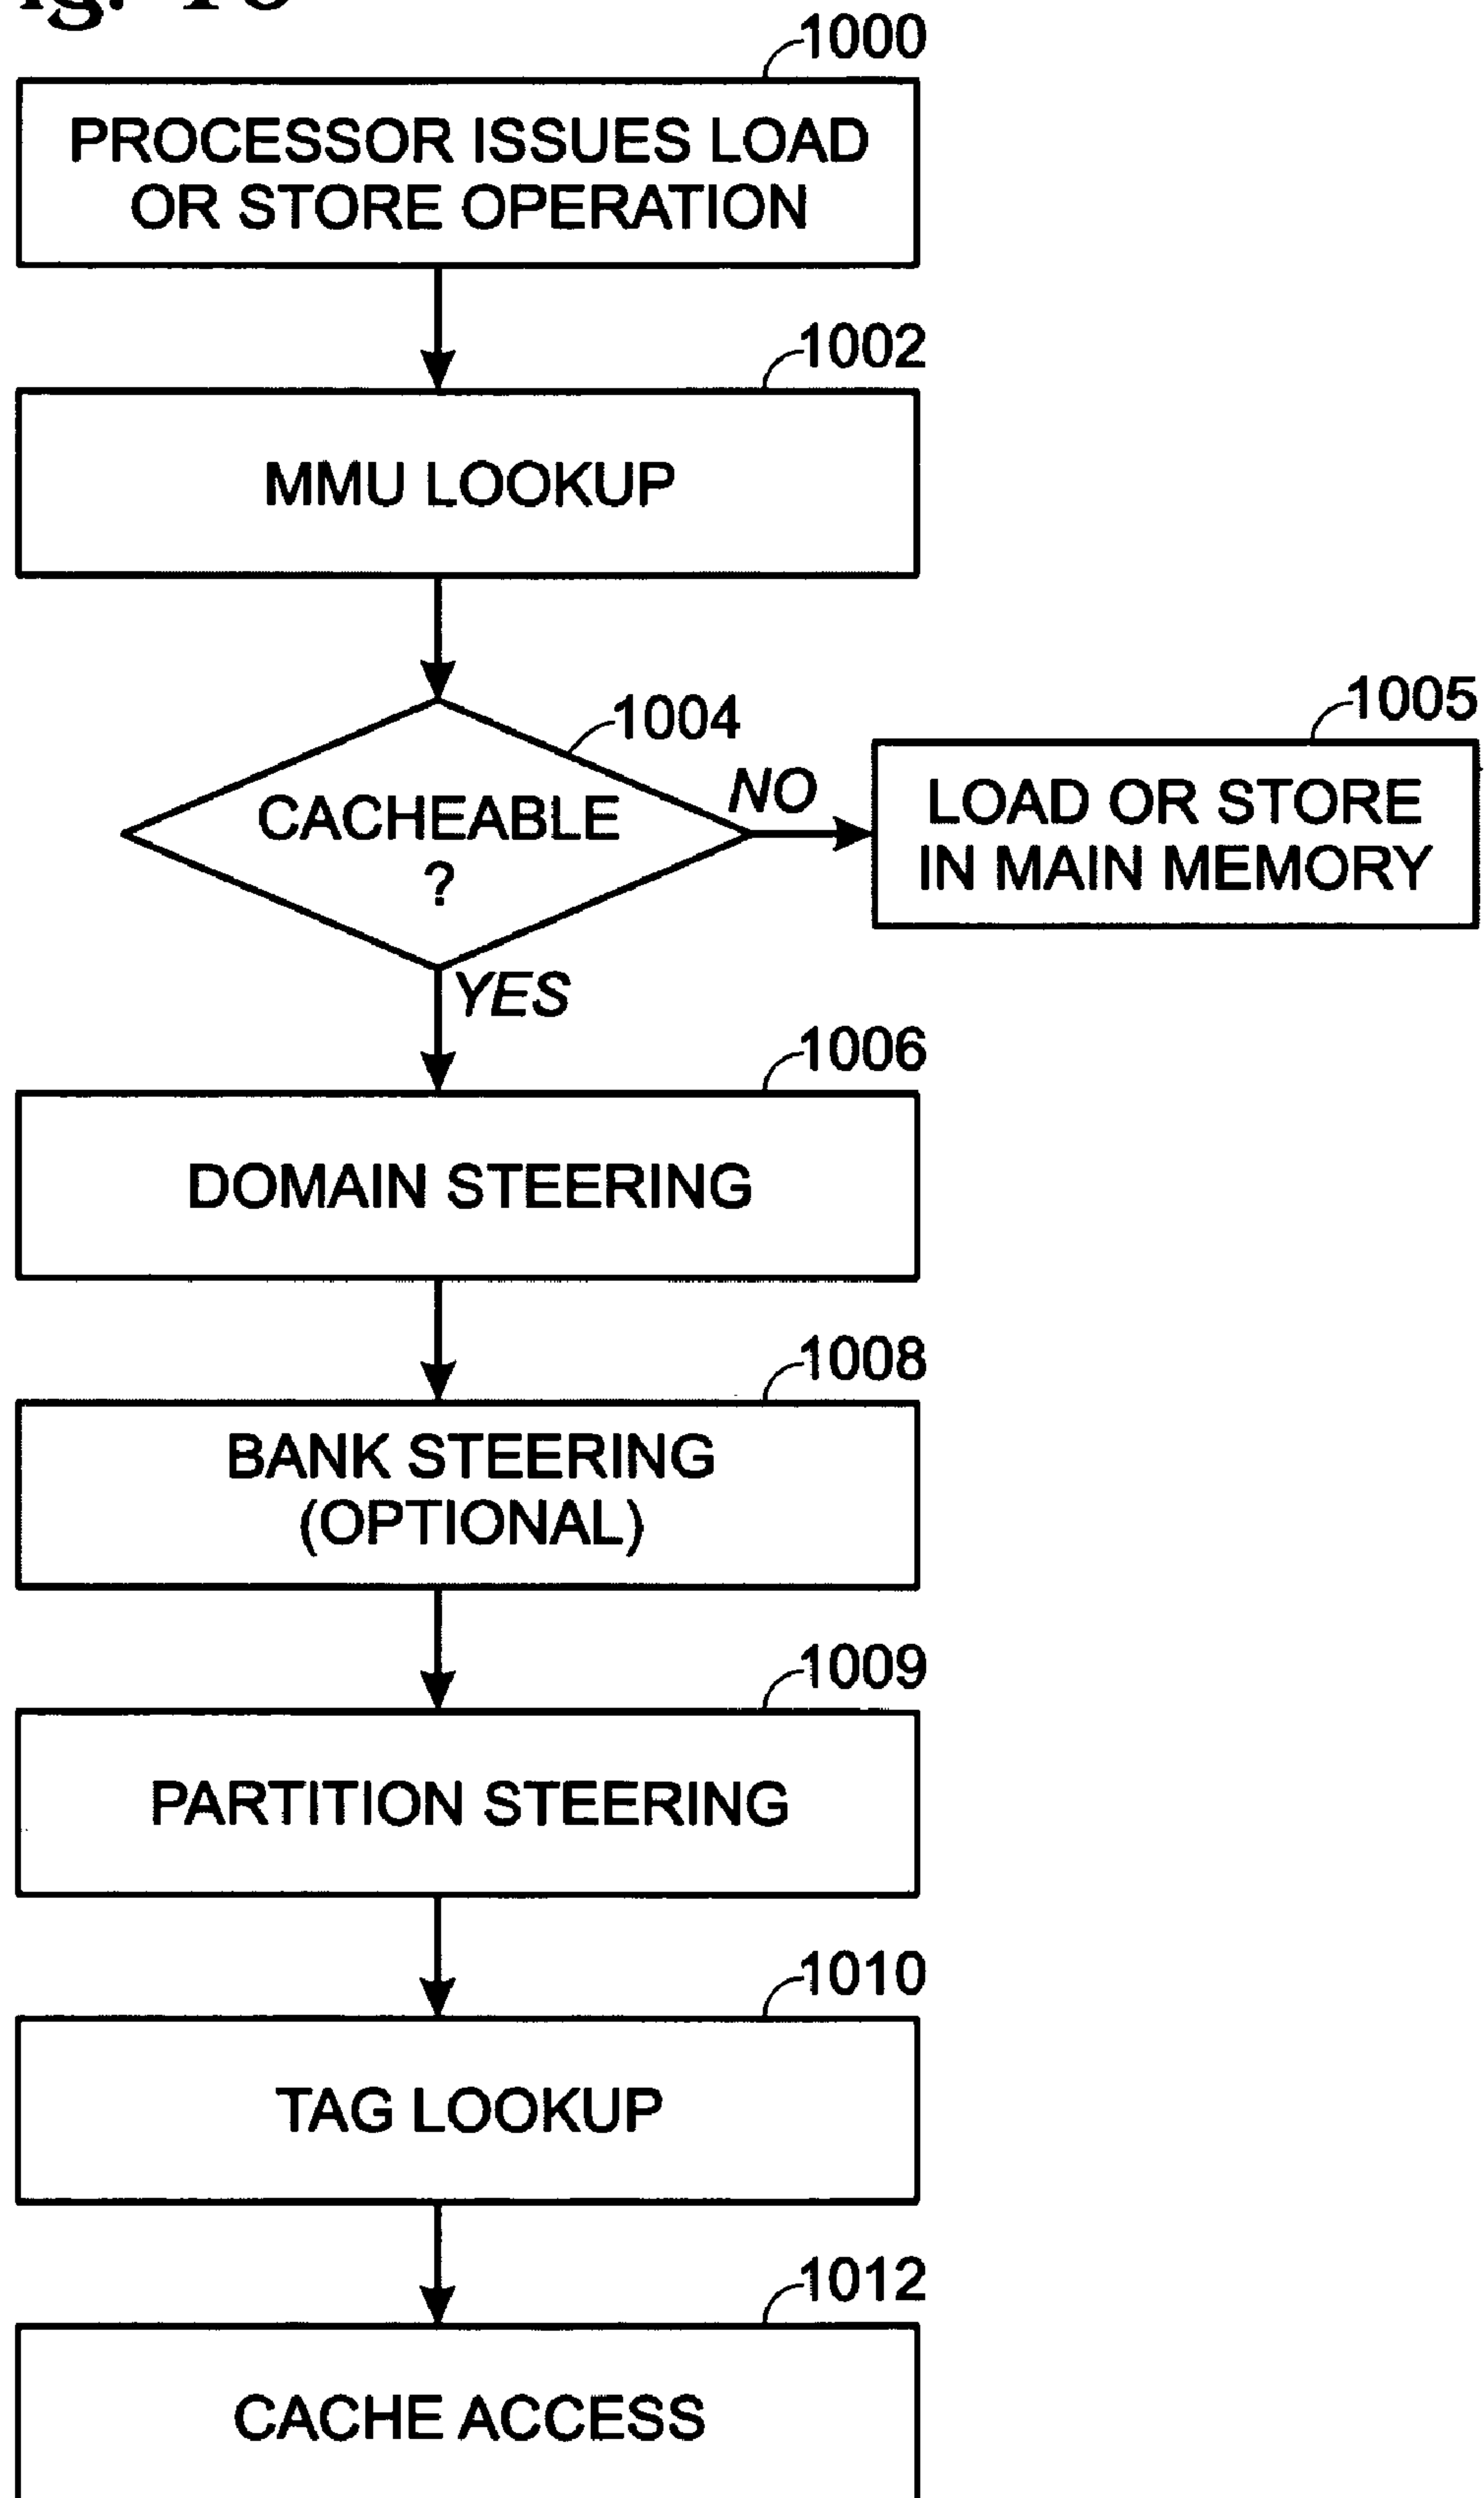 1000
PROCESSOR ISSUES LOAD
OR STORE OPERATION
1002
MMU LOOKUP
1004
CACHEABLE
?
NO
1005
LOAD OR STORE
IN MAIN MEMORY
YES
1006
DOMAIN STEERING
1008
BANK STEERING
(OPTIONAL)
1009
PARTITION STEERING
1010
TAG LOOKUP
1012
CACHE ACCESS